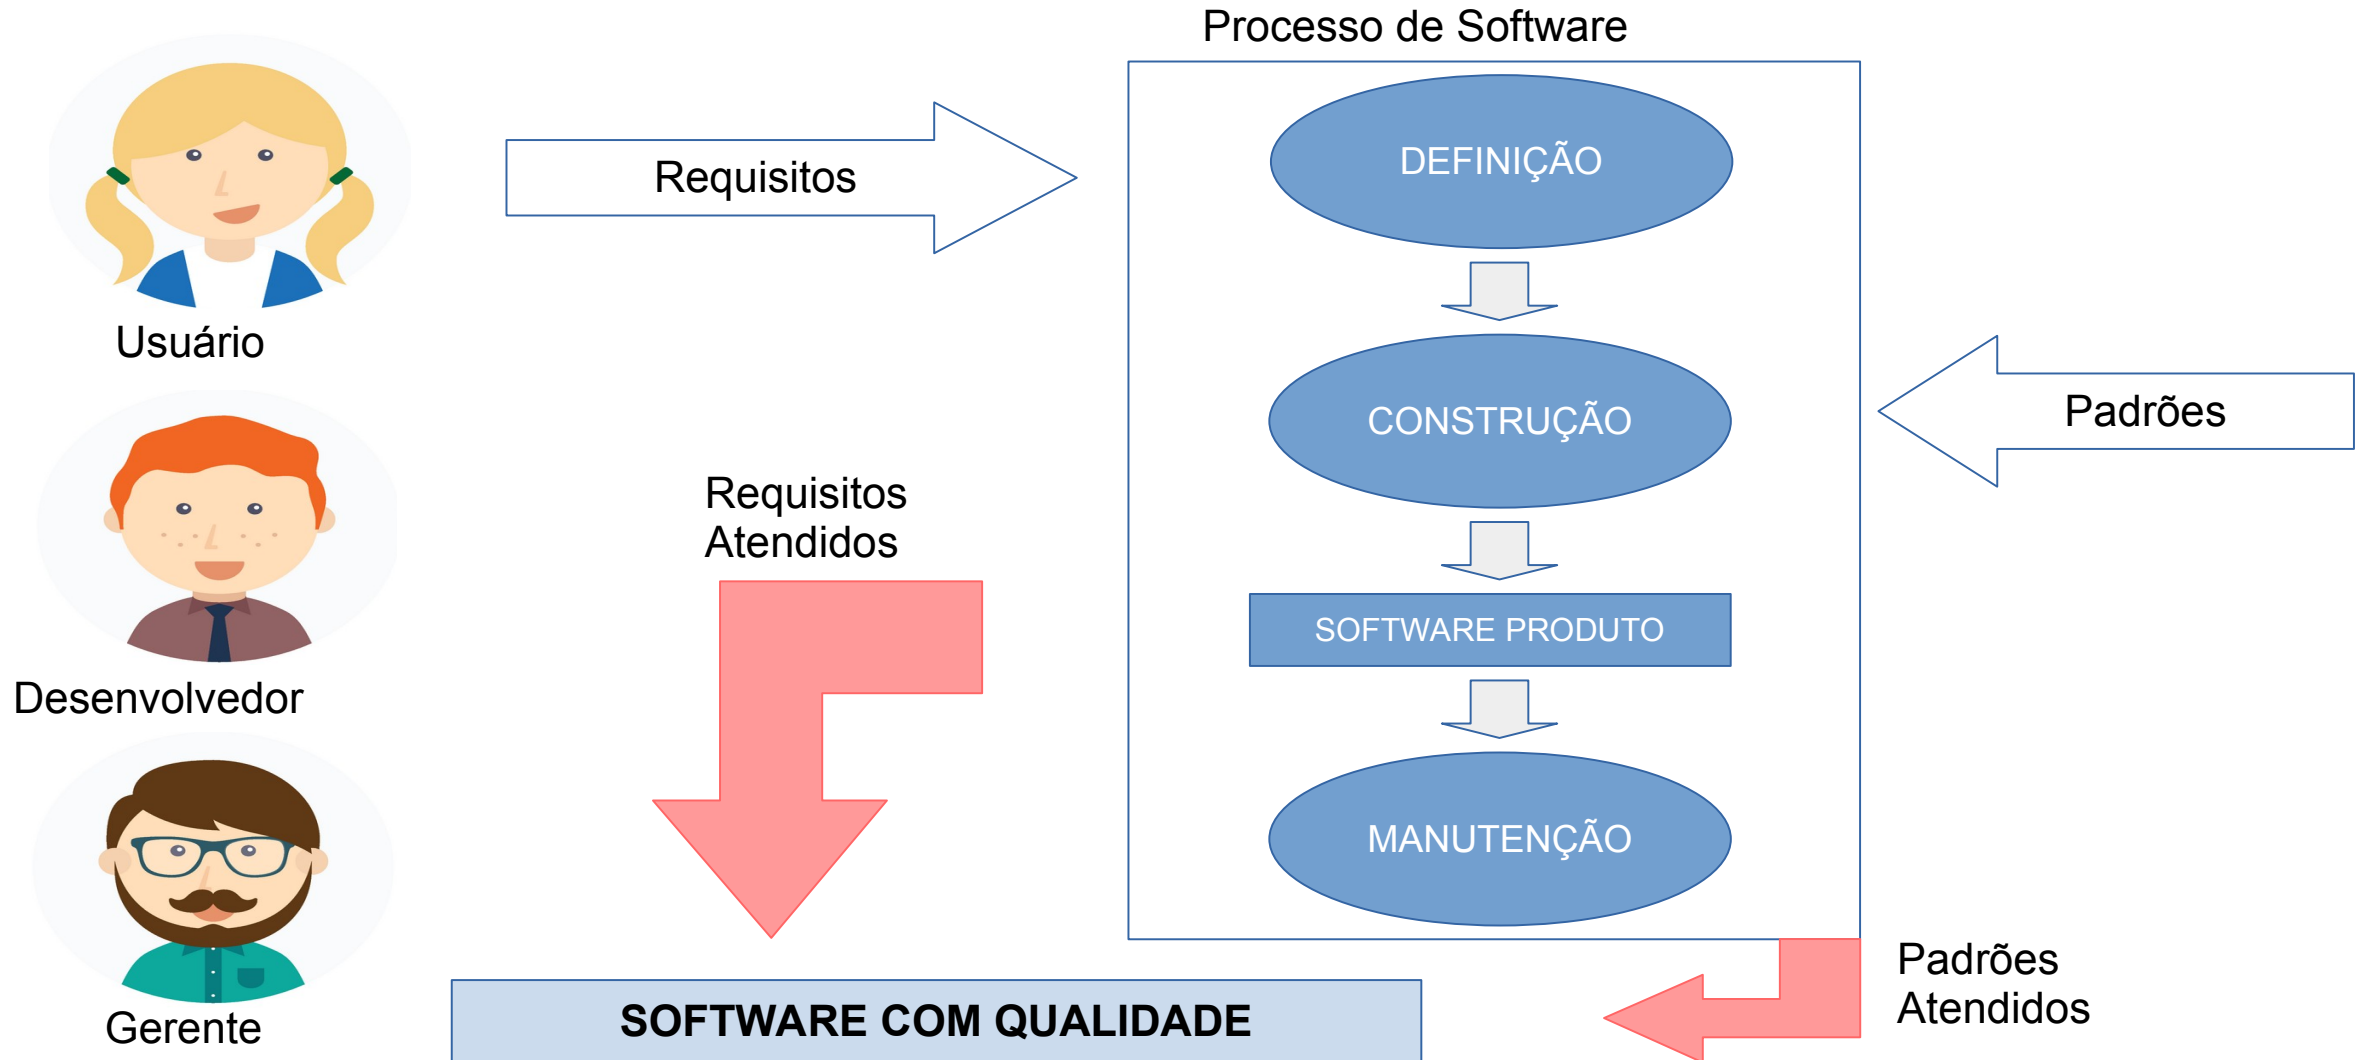 Processo de Software
DEFINIÇÃO
Requisitos
Usuário
CONSTRUÇÃO
Padrões
Requisitos
Atendidos
SOFTWARE PRODUTO
Desenvolvedor
MANUTENÇÃO
Padrões
Atendidos
SOFTWARE COM QUALIDADE
Gerente